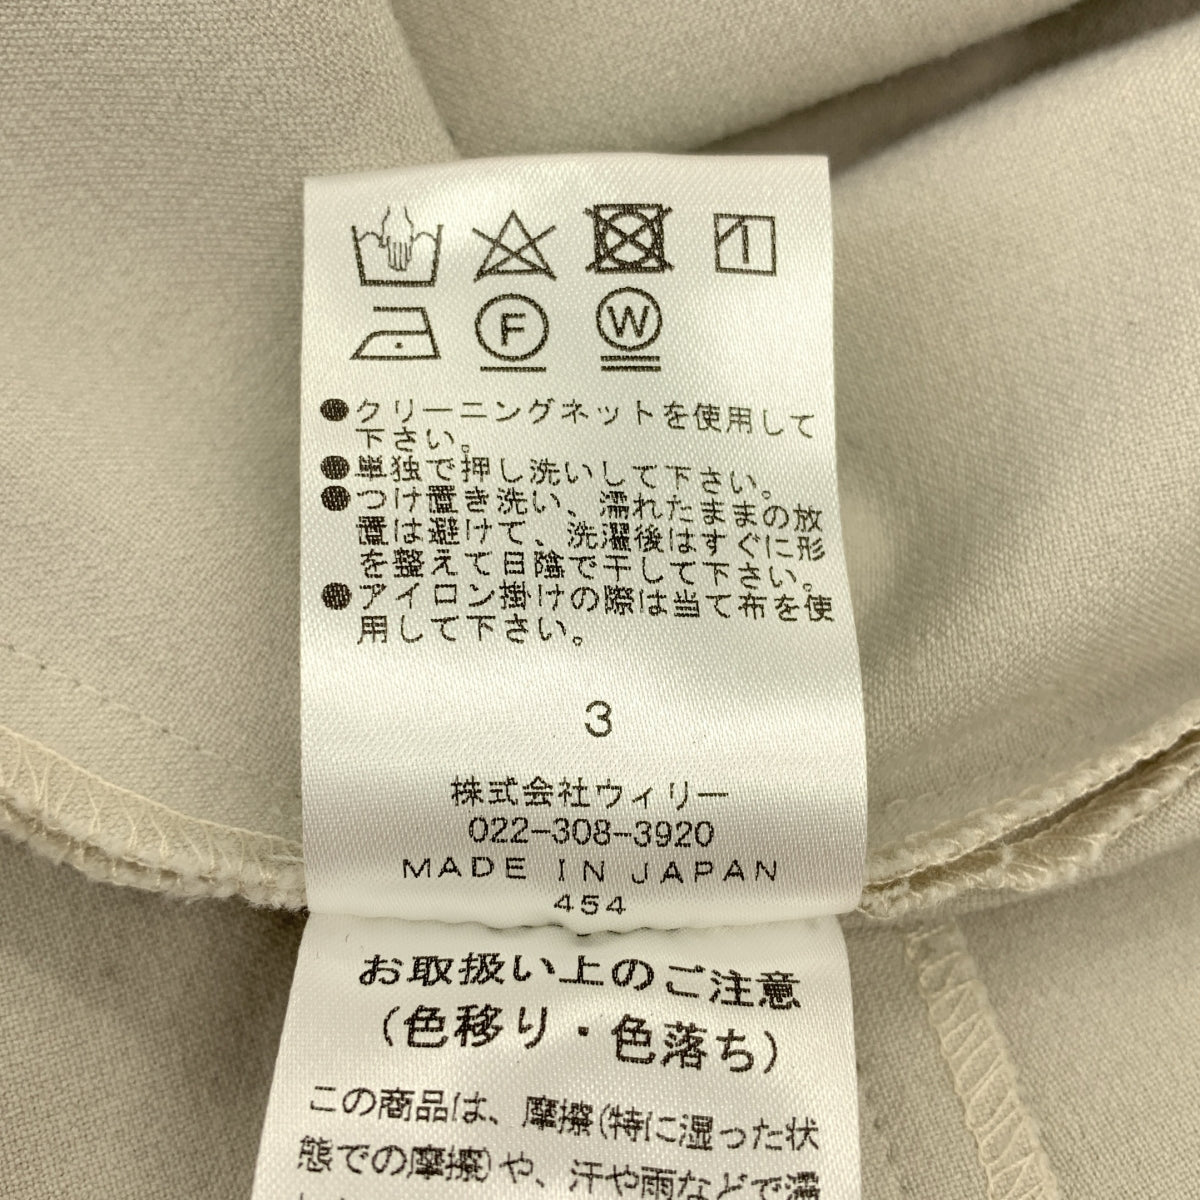 F W
●クリーニングネットを使用して
下さい。
●単独で押し洗いして下さい。
●つけ置き洗い、濡れたままの放
置は避けて、洗濯後はすぐに形
を整えて日陰で干して下さい。
●アイロン掛けの際は当て布を使
用して下さい。
3
株式会社ウィリー
022-308-3920
MADE IN JAPAN
454
お取扱い上のご注意
(色移り・色落ち)
この商品は、摩擦(特に湿った状
態での摩擦)や、汗や雨などで濡